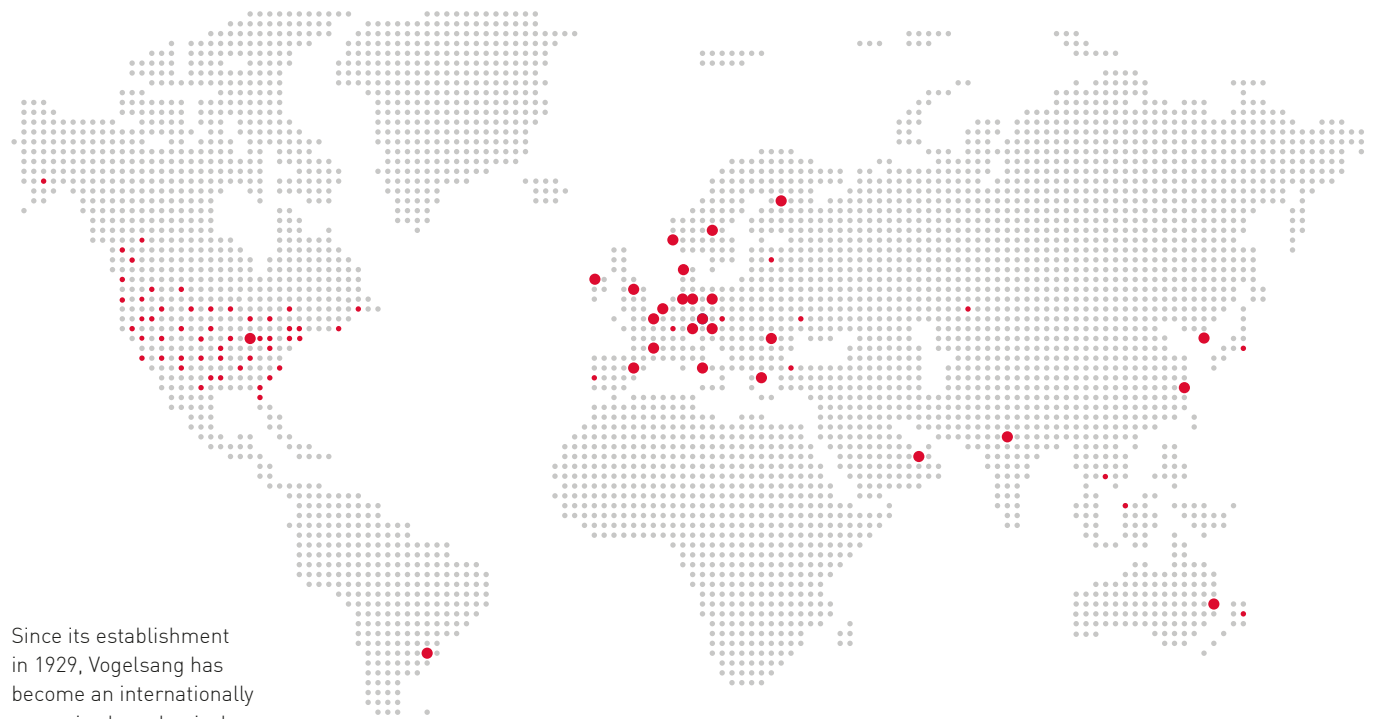 Since its establishment
in 1929, Vogelsang has
become an internationally